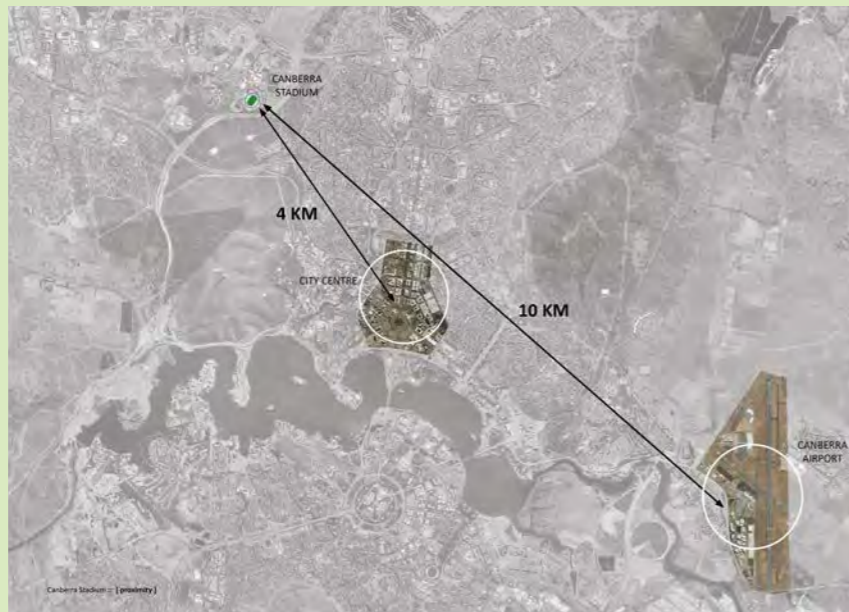 CANBERRA
STADIUM
4 KM
CITY CENTRE
10 KM
CANBERRA
AIRPORT
Canberra Stadium :: [ proximity ]